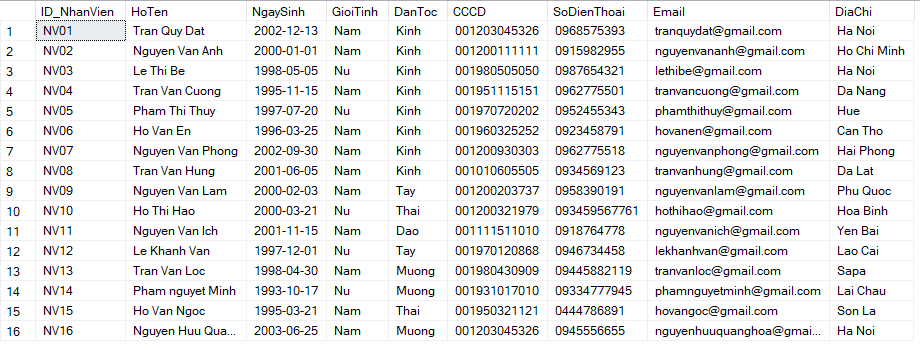 ID_NhanVien HoTen NgaySinh GioiTinh DanToc CCCD SoDienThoai Email DiaChi
1 NV01 Tran Quy Dat 2002-12-13 Nam Kinh 001203045326 0968575393 tranquydat@gmail.com Ha Noi
2 NV02 Nguyen Van Anh 2000-01-01 Nam Kinh 001200111111 0915982955 nguyenvananh@gmail.com Ho Chi Minh
3 NV03 Le Thi Be 1998-05-05 Nu Kinh 001980505050 0987654321 lethibe@gmail.com Ha Noi
4 NV04 Tran Van Cuong 1995-11-15 Nam Kinh 001951115151 0962775501 tranvancuong@gmail.com Da Nang
5 NV05 Pham Thi Thuy 1997-07-20 Nu Kinh 001970720202 0952455343 phamthithuy@gmail.com Hue
6 NV06 Ho Van En 1996-03-25 Nam Kinh 001960325252 0923458791 hovanen@gmail.com Can Tho
7 NV07 Nguyen Van Phong 2002-09-30 Nam Kinh 001200930303 0962775518 nguyenvanphong@gmail.com Hai Phong
8 NV08 Tran Van Hung 2001-06-05 Nam Kinh 001010605505 0934569123 tranvanhung@gmail.com Da Lat
9 NV09 Nguyen Van Lam 2000-02-03 Nam Tay 001200203737 0958390191 nguyenvanlam@gmail.com Phu Quoc
10 NV10 Ho Thi Hao 2000-03-21 Nu Thai 001200321979 093459567761 hothihao@gmail.com Hoa Binh
11 NV11 Nguyen Van Ich 2001-11-15 Nam Dao 001111511010 0918764778 nguyenvanich@gmail.com Yen Bai
12 NV12 Le Khanh Van 1997-12-01 Nu Tay 001970120868 0946734458 lekhanhvan@gmail.com Lao Cai
13 NV13 Tran Van Loc 1998-04-30 Nam Muong 001980430909 09445882119 tranvanloc@gmail.com Sapa
14 NV14 Pham nguyet Minh 1993-10-17 Nu Muong 001931017010 09334777945 phamnguyetminh@gmail.com Lai Chau
15 NV15 Ho Van Ngoc 1995-03-21 Nam Thai 001950321121 0444786891 hovangoc@gmail.com Son La
16 NV16 Nguyen Huu Qua... 2003-06-25 Nam Muong 001203045326 0945556655 nguyenhuuquanghoa@gmai... Ha Noi